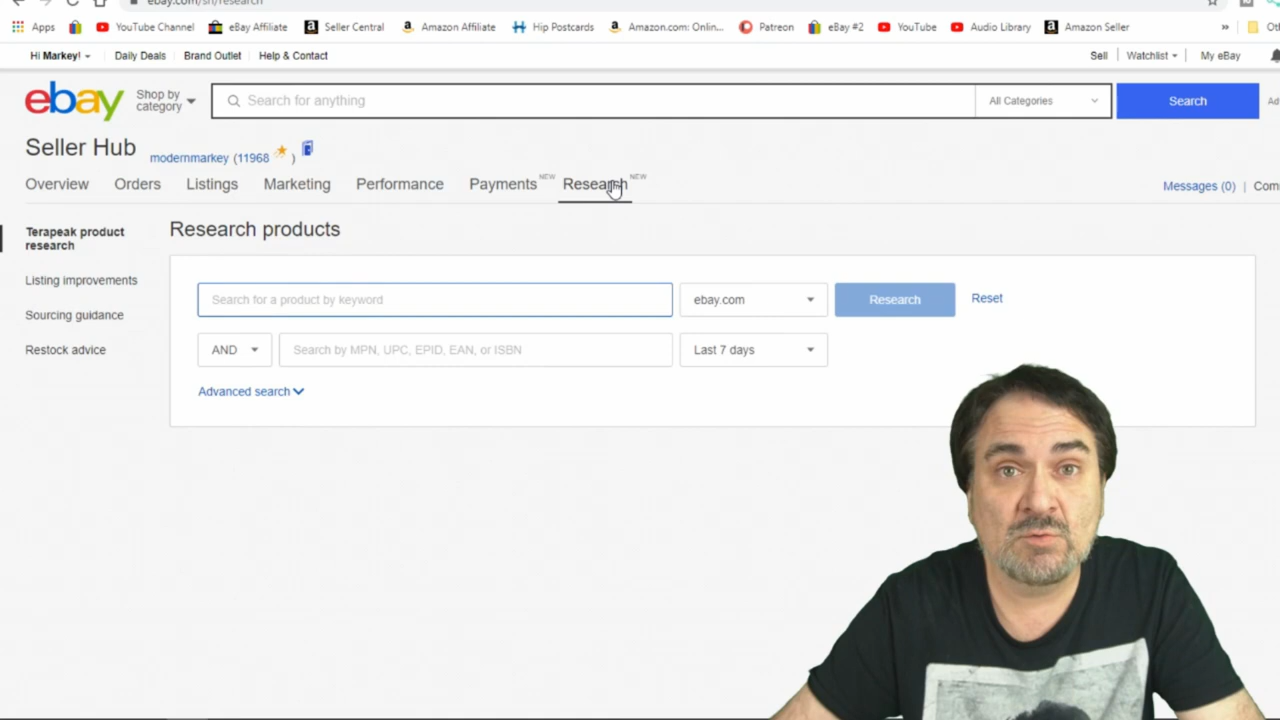 ebay.com/sh/research
Apps YouTube Channel eBay Affiliate Seller Central Amazon Affiliate Hip Postcards Amazon.com: Onlin... Patreon eBay #2 YouTube Audio Library Amazon Seller »
Hi Markey! Daily Deals Brand Outlet Help & Contact Sell Watchlist My eBay
ebay Shop by category Search for anything All Categories Search
Seller Hub modernmarkey (11968 )
Overview Orders Listings Marketing Performance Payments NEW Research NEW Messages (0) |
Terapeak product research
Research products
Listing improvements
Sourcing guidance
Restock advice
Search for a product by keyword ebay.com Research Reset
AND Search by MPN, UPC, EPID, EAN, or ISBN Last 7 days
Advanced search